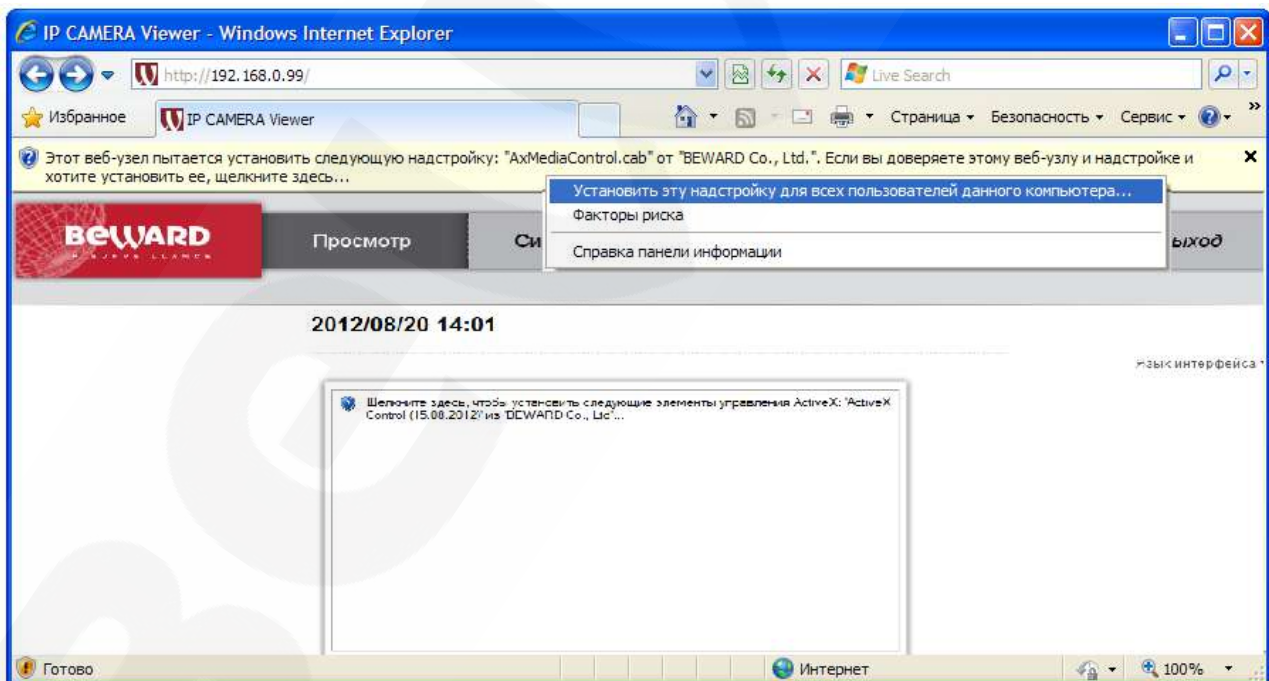 IP CAMERA Viewer - Windows Internet Explorer
http://192.168.0.99/
Live Search
Избранное
IP CAMERA Viewer
Страница
Безопасность
Сервис
Этот веб-узел пытается установить следующую надстройку: "AxMediaControl.cab" от "BEWARD Co., Ltd.". Если вы доверяете этому веб-узлу и надстройке и
хотите установить ее, щелкните здесь...
Установить эту надстройку для всех пользователей данного компьютера...
Факторы риска
Справка панели информации
BEWARD
Просмотр
Си
ыход
2012/08/20 14:01
Язык интерфейса
Щелкните здесь, чтобы установить следующие элементы управления ActiveX: 'ActiveX
Control (15.08.2012)' из 'BEWARD Co., Ltd'...
Готово
Интернет
100%